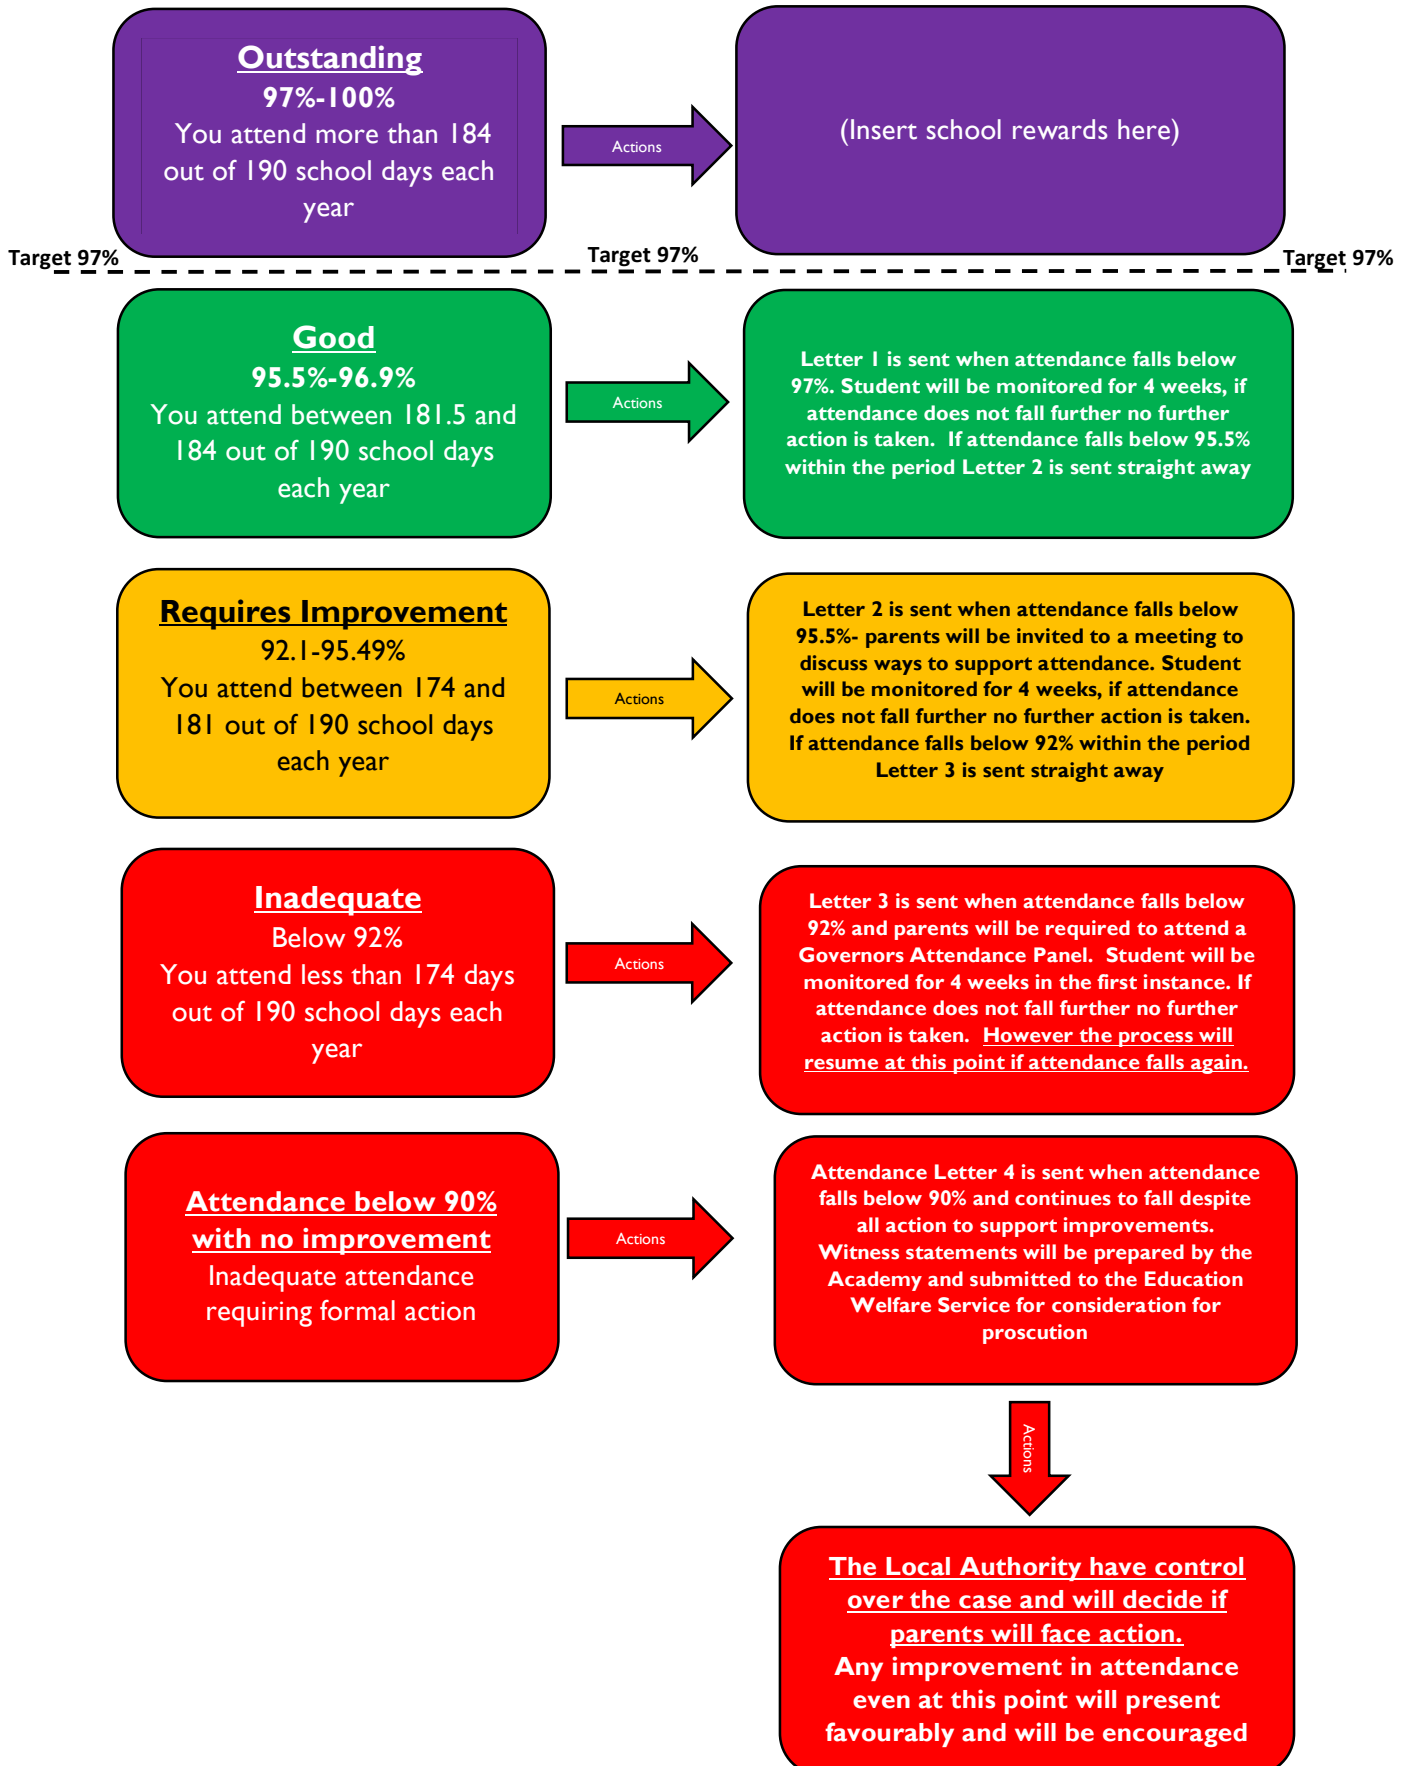 Outstanding
97%-100%
You attend more than 184
out of 190 school days each
year
Actions
(Insert school rewards here)
Target 97%
Target 97%
Target 97%
Good
95.5%-96.9%
You attend between 181.5 and
184 out of 190 school days
each year
Actions
Letter 1 is sent when attendance falls below
97%. Student will be monitored for 4 weeks, if
attendance does not fall further no further
action is taken. If attendance falls below 95.5%
within the period Letter 2 is sent straight away
Requires Improvement
92.1-95.49%
You attend between 174 and
181 out of 190 school days
each year
Actions
Letter 2 is sent when attendance falls below
95.5%- parents will be invited to a meeting to
discuss ways to support attendance. Student
will be monitored for 4 weeks, if attendance
does not fall further no further action is taken.
If attendance falls below 92% within the period
Letter 3 is sent straight away
Inadequate
Below 92%
You attend less than 174 days
out of 190 school days each
year
Actions
Letter 3 is sent when attendance falls below
92% and parents will be required to attend a
Governors Attendance Panel. Student will be
monitored for 4 weeks in the first instance. If
attendance does not fall further no further
action is taken. However the process will
resume at this point if attendance falls again.
Attendance below 90%
with no improvement
Inadequate attendance
requiring formal action
Actions
Attendance Letter 4 is sent when attendance
falls below 90% and continues to fall despite
all action to support improvements.
Witness statements will be prepared by the
Academy and submitted to the Education
Welfare Service for consideration for
proscution
Actions
The Local Authority have control
over the case and will decide if
parents will face action.
Any improvement in attendance
even at this point will present
favourably and will be encouraged